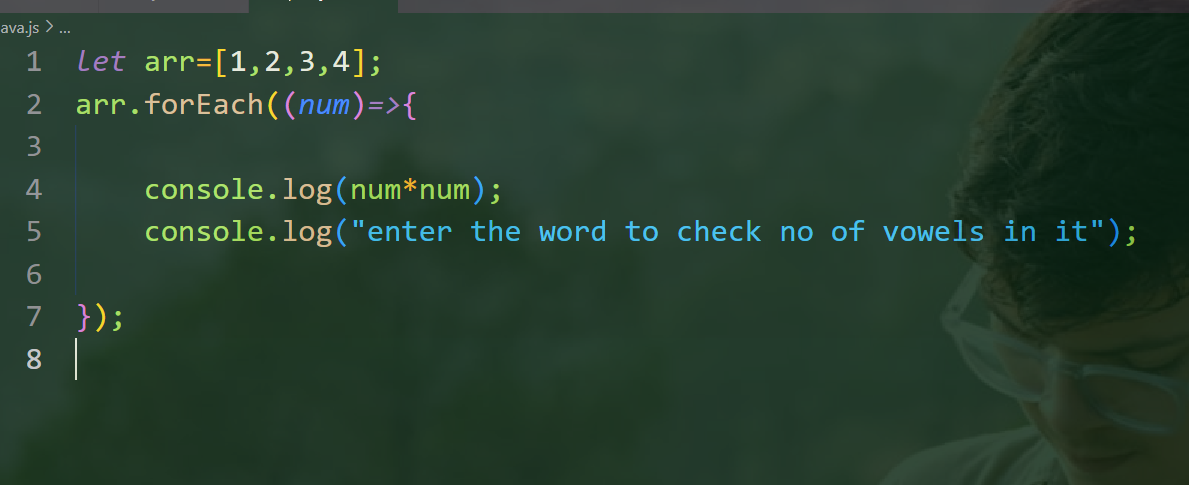 ava.js > ...
1 let arr=[1,2,3,4];
2 arr.forEach((num)=>{
3
4 console.log(num*num);
5 console.log("enter the word to check no of vowels in it");
6
7 });
8